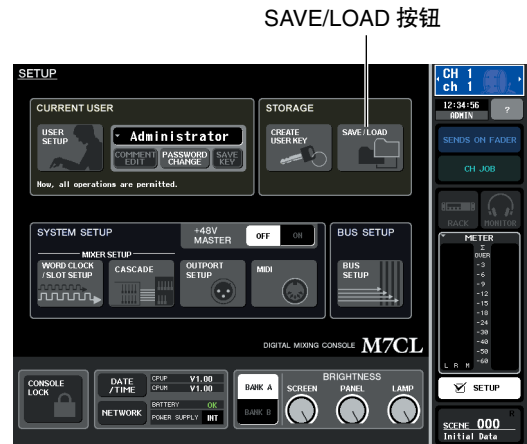 SAVE/LOAD 按钮
SETUP
CH 1
ch 1
12:34:56
ADMIN
?
CURRENT USER
STORAGE
USER
SETUP
Administrator
COMMENT
EDIT
PASSWORD
CHANGE
SAVE
KEY
Now, all operations are permitted.
CREATE
USER KEY
SAVE/LOAD
SENDS ON FADER
CH JOB
RACK
MONITOR
SYSTEM SETUP
+48V
MASTER
OFF
ON
BUS SETUP
MIXER SETUP
WORD CLOCK
/SLOT SETUP
CASCADE
OUTPORT
SETUP
MIDI
BUS
SETUP
METER
Σ
OVER
-3
-6
-9
-12
-15
-18
-24
-30
-40
-50
-60
L R M
DIGITAL MIXING CONSOLE M7CL
CONSOLE
LOCK
DATE
/TIME
CPUP V1.00
CPUM V1.00
NETWORK
BATTERY OK
POWER SUPPLY INT
BANK A
BANK B
BRIGHTNESS
SCREEN PANEL LAMP
SETUP
R
SCENE 000
Initial Data